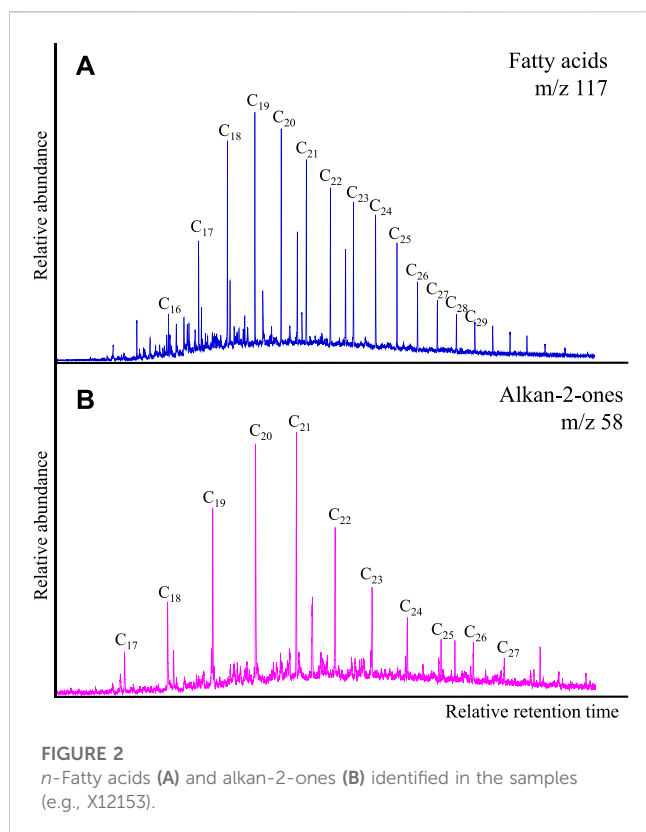 A
Fatty acids
m/z 117
Relative abundance
C16
C17
C18
C19
C20
C21
C22
C23
C24
C25
C26
C27
C28
C29
B
Alkan-2-ones
m/z 58
Relative abundance
C17
C18
C19
C20
C21
C22
C23
C24
C25
C26
C27
Relative retention time
FIGURE 2
n-Fatty acids (A) and alkan-2-ones (B) identified in the samples
(e.g., X12153).